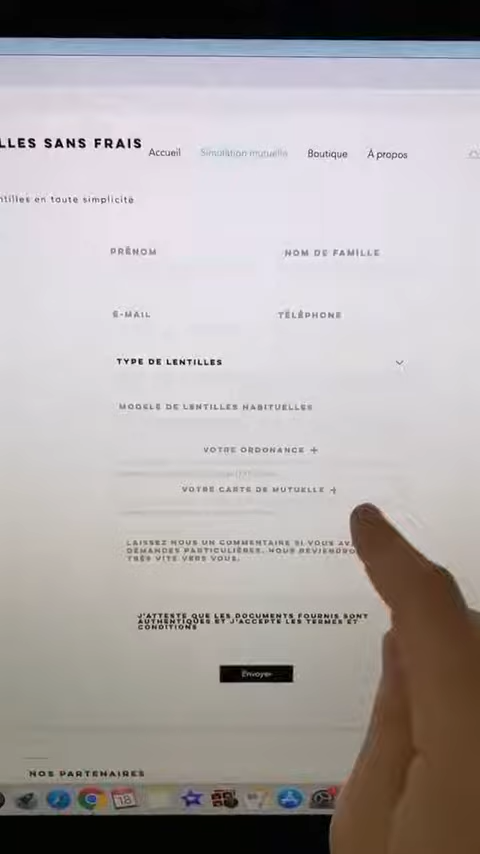 LLES SANS FRAIS
Accueil Simulation mutuelle Boutique À propos
ntilles en toute simplicité
PRÉNOM NOM DE FAMILLE
E-MAIL TÉLÉPHONE
TYPE DE LENTILLES
MODÈLE DE LENTILLES HABITUELLES
VOTRE ORDONANCE +
VOTRE CARTE DE MUTUELLE +
LAISSEZ NOUS UN COMMENTAIRE SI VOUS AV
DEMANDES PARTICULIÈRES. NOUS REVIENDRO
TRÈS VITE VERS VOUS.
J'ATTESTE QUE LES DOCUMENTS FOURNIS SONT
AUTHENTIQUES ET J'ACCEPTE LES TERMES ET
CONDITIONS
Envoyer
NOS PARTENAIRES
18